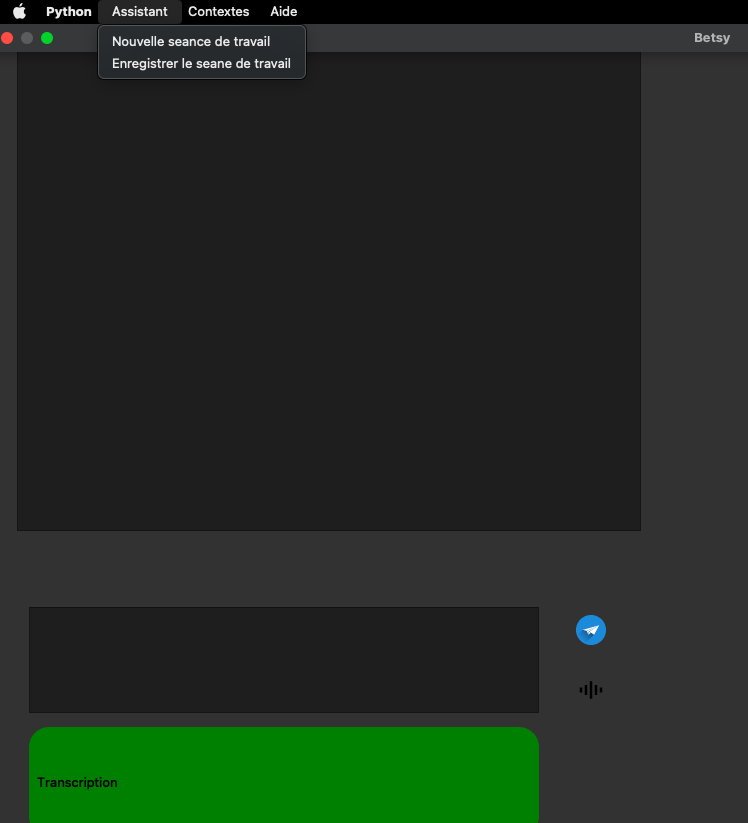 Python Assistant Contextes Aide
Betsy
Nouvelle seance de travail
Enregistrer le seane de travail
Transcription